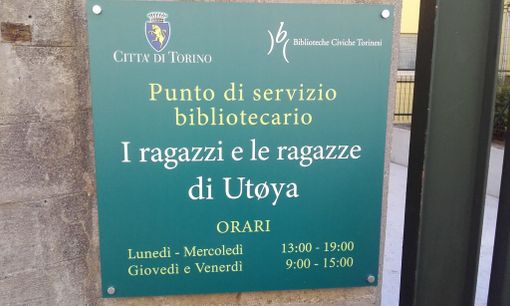 CITTA' DI TORINO
Biblioteche Civiche Torinesi
Punto di servizio
bibliotecario
I ragazzi e le ragazze
di Utøya
ORARI
Lunedì - Mercoledì 13:00 - 19:00
Giovedì e Venerdì 9:00 - 15:00